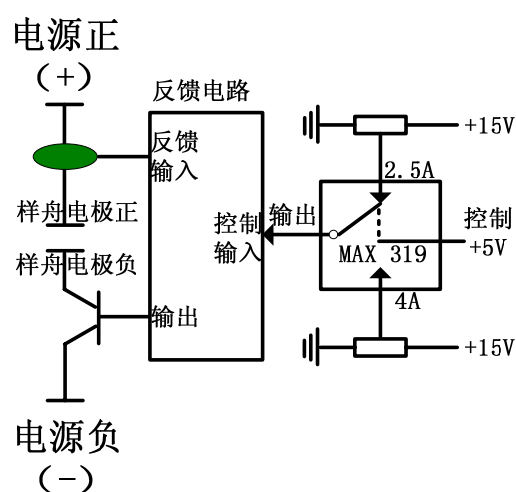 电源正
(+)
反馈电路
反馈
输入
+15V
2.5A
样舟电极正
控制
输入
输出
控制
+5V
MAX 319
样舟电极负
输出
4A
+15V
电源负
(-)